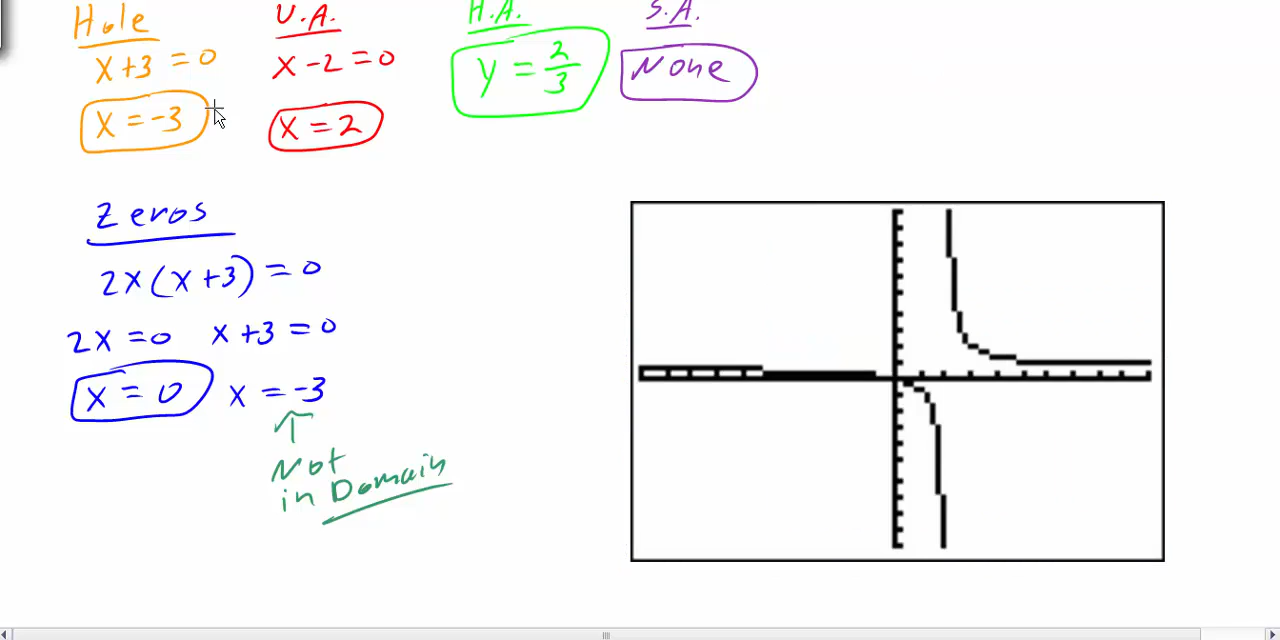 Hole
x+3 =0
x = -3
V.A.
x-2=0
x = 2
H.A.
y = 2/3
S.A.
None
Zeros
2x(x+3) = 0
2x =0 x+3 =0
x = 0 x = -3
↑
Not
in Domain